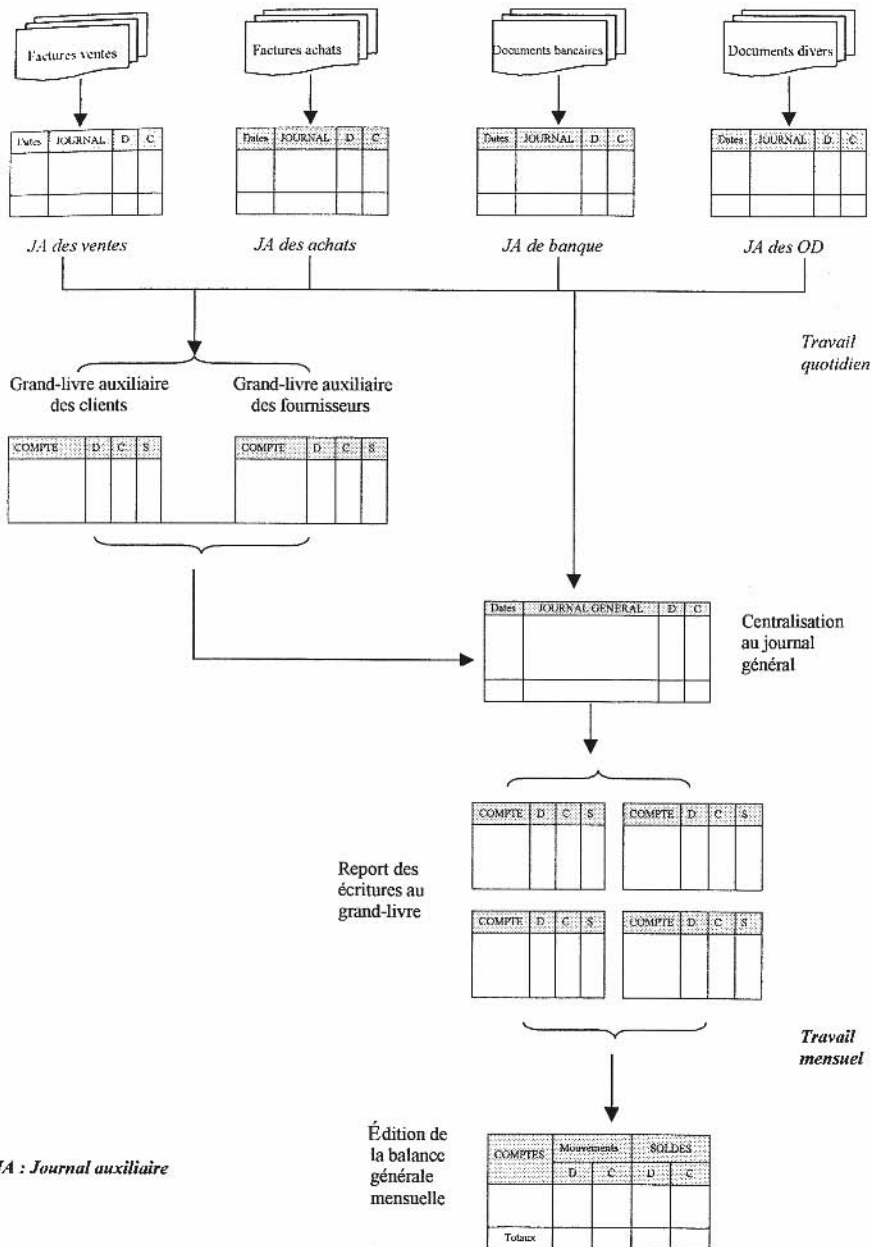 Factures ventes
Factures achats
Documents bancaires
Documents divers
Dates JOURNAL D C
Dates JOURNAL D C
Dates JOURNAL D C
Dates JOURNAL D C
JA des ventes
JA des achats
JA de banque
JA des OD
Travail
quotidien
Grand-livre auxiliaire
des clients
Grand-livre auxiliaire
des fournisseurs
COMPTE D C S
COMPTE D C S
Dates JOURNAL GENERAL D C
Centralisation
au journal
général
COMPTE D C S
COMPTE D C S
Report des
écritures au
grand-livre
COMPTE D C S
COMPTE D C S
Travail
mensuel
Édition de
la balance
générale
mensuelle
COMPTES Mouvements SOLDES
D C D C
Totaux
JA : Journal auxiliaire